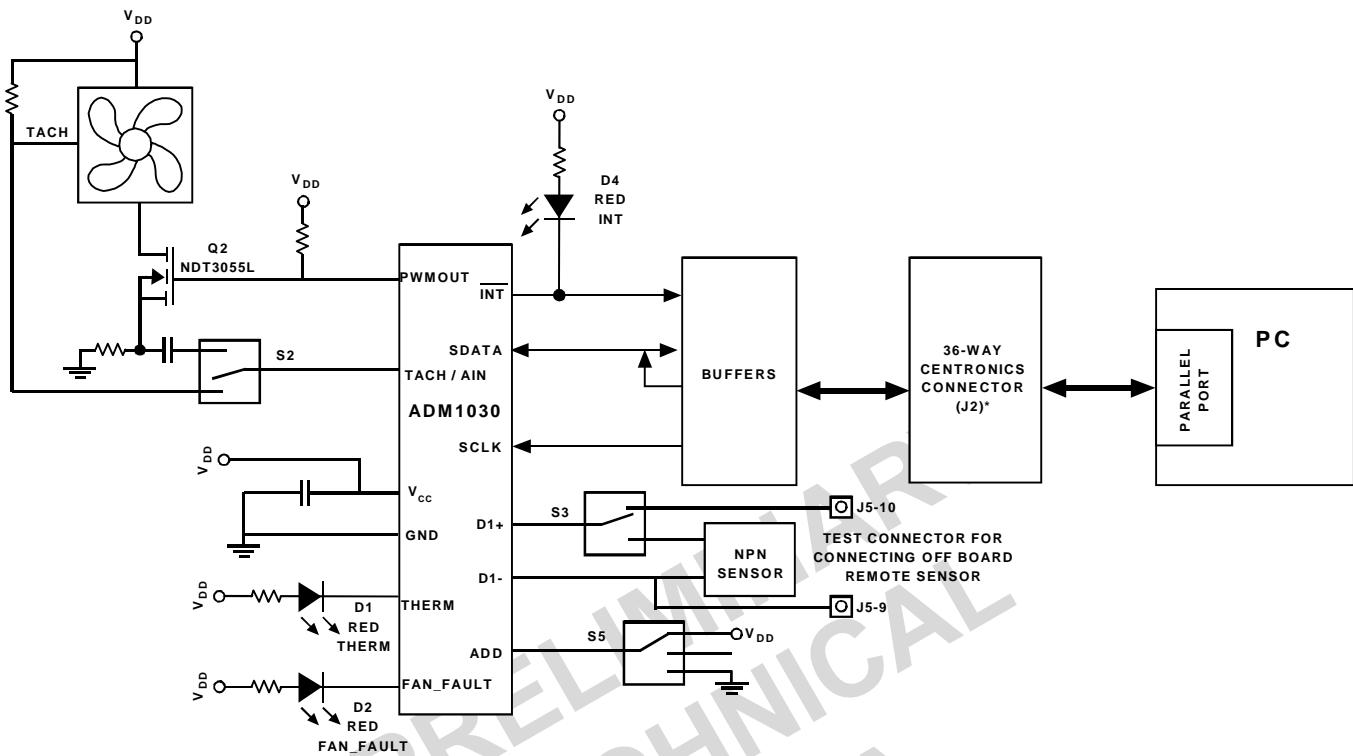 VDD
TACH
VDD
Q2
NDT3055L
S2
VDD
D4
RED
INT
PWMOUT
INT
SDATA
TACH / AIN
ADM1030
SCLK
VCC
GND
D1+
D1-
THERM
ADD
FAN_FAULT
VDD
VDD
D1
RED
THERM
VDD
D2
RED
FAN_FAULT
BUFFERS
36-WAY
CENTRONICS
CONNECTOR
(J2)*
PARALLEL
PORT
PC
S3
J5-10
NPN
SENSOR
TEST CONNECTOR FOR
CONNECTING OFF BOARD
REMOTE SENSOR
J5-9
S5
VDD
PRELIMINARY